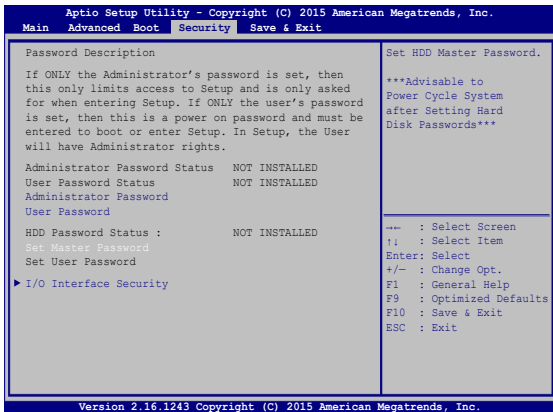 Aptio Setup Utility - Copyright (C) 2015 American Megatrends, Inc.
Main Advanced Boot Security Save & Exit
Password Description
If ONLY the Administrator's password is set, then
this only limits access to Setup and is only asked
for when entering Setup. If ONLY the user's password
is set, then this is a power on password and must be
entered to boot or enter Setup. In Setup, the User
will have Administrator rights.
Administrator Password Status NOT INSTALLED
User Password Status NOT INSTALLED
Administrator Password
User Password
HDD Password Status : NOT INSTALLED
Set Master Password
Set User Password
▶ I/O Interface Security
Set HDD Master Password.
***Advisable to
Power Cycle System
after Setting Hard
Disk Passwords***
→← : Select Screen
↑↓ : Select Item
Enter: Select
+/— : Change Opt.
F1 : General Help
F9 : Optimized Defaults
F10 : Save & Exit
ESC : Exit
Version 2.16.1243 Copyright (C) 2015 American Megatrends, Inc.